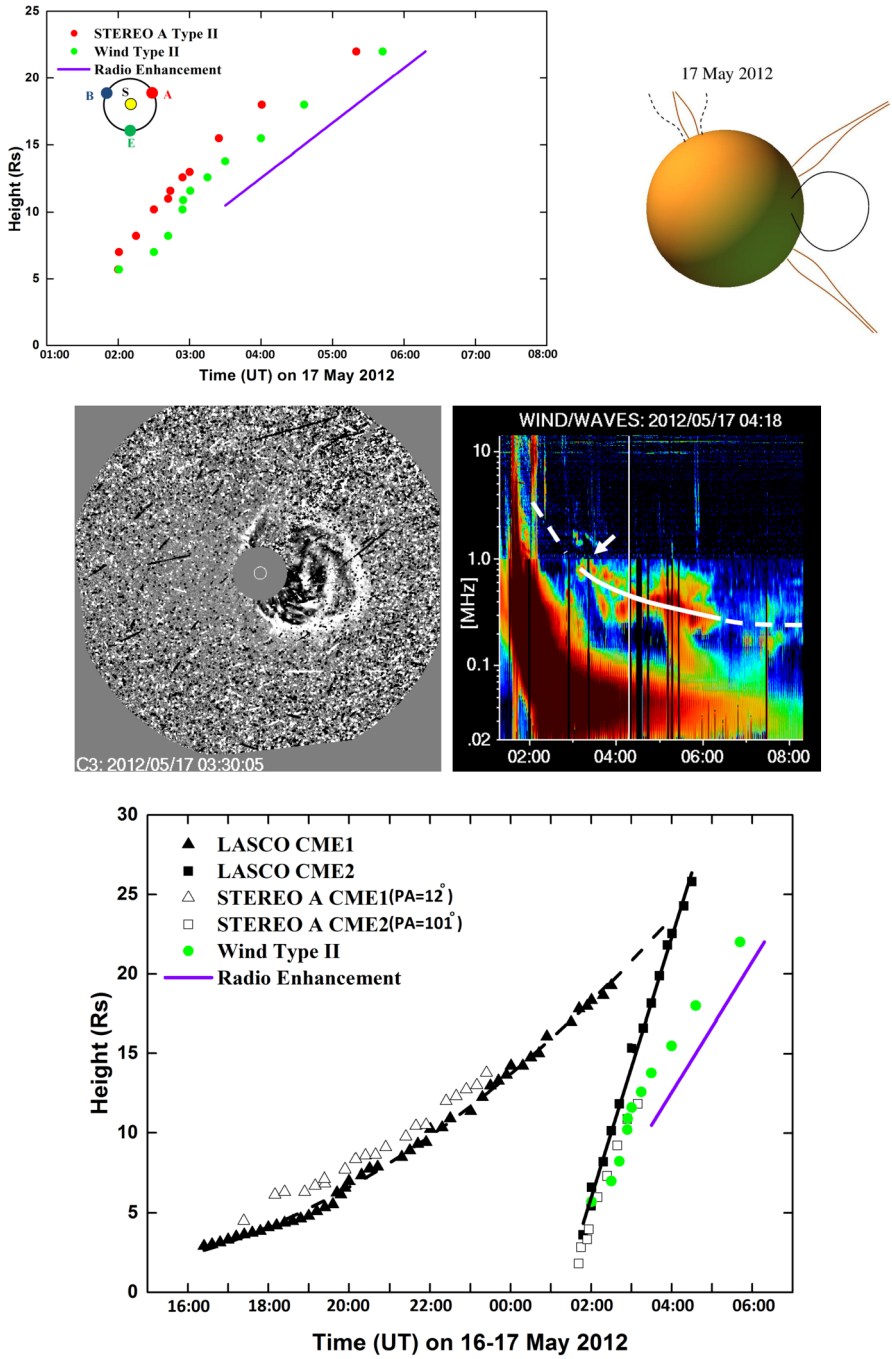 25
20
15
10
5
0
Height (Rs)
STEREO A Type II
Wind Type II
Radio Enhancement
B
S
A
E
01:00 02:00 03:00 04:00 05:00 06:00 07:00 08:00
Time (UT) on 17 May 2012
17 May 2012
C3: 2012/05/17 03:30:05
WIND/WAVES: 2012/05/17 04:18
10
1.0
[MHz]
0.1
.02
02:00 04:00 06:00 08:00
30
25
20
15
10
5
0
Height (Rs)
LASCO CME1
LASCO CME2
STEREO A CME1(PA=12°)
STEREO A CME2(PA=101°)
Wind Type II
Radio Enhancement
16:00 18:00 20:00 22:00 00:00 02:00 04:00 06:00
Time (UT) on 16-17 May 2012